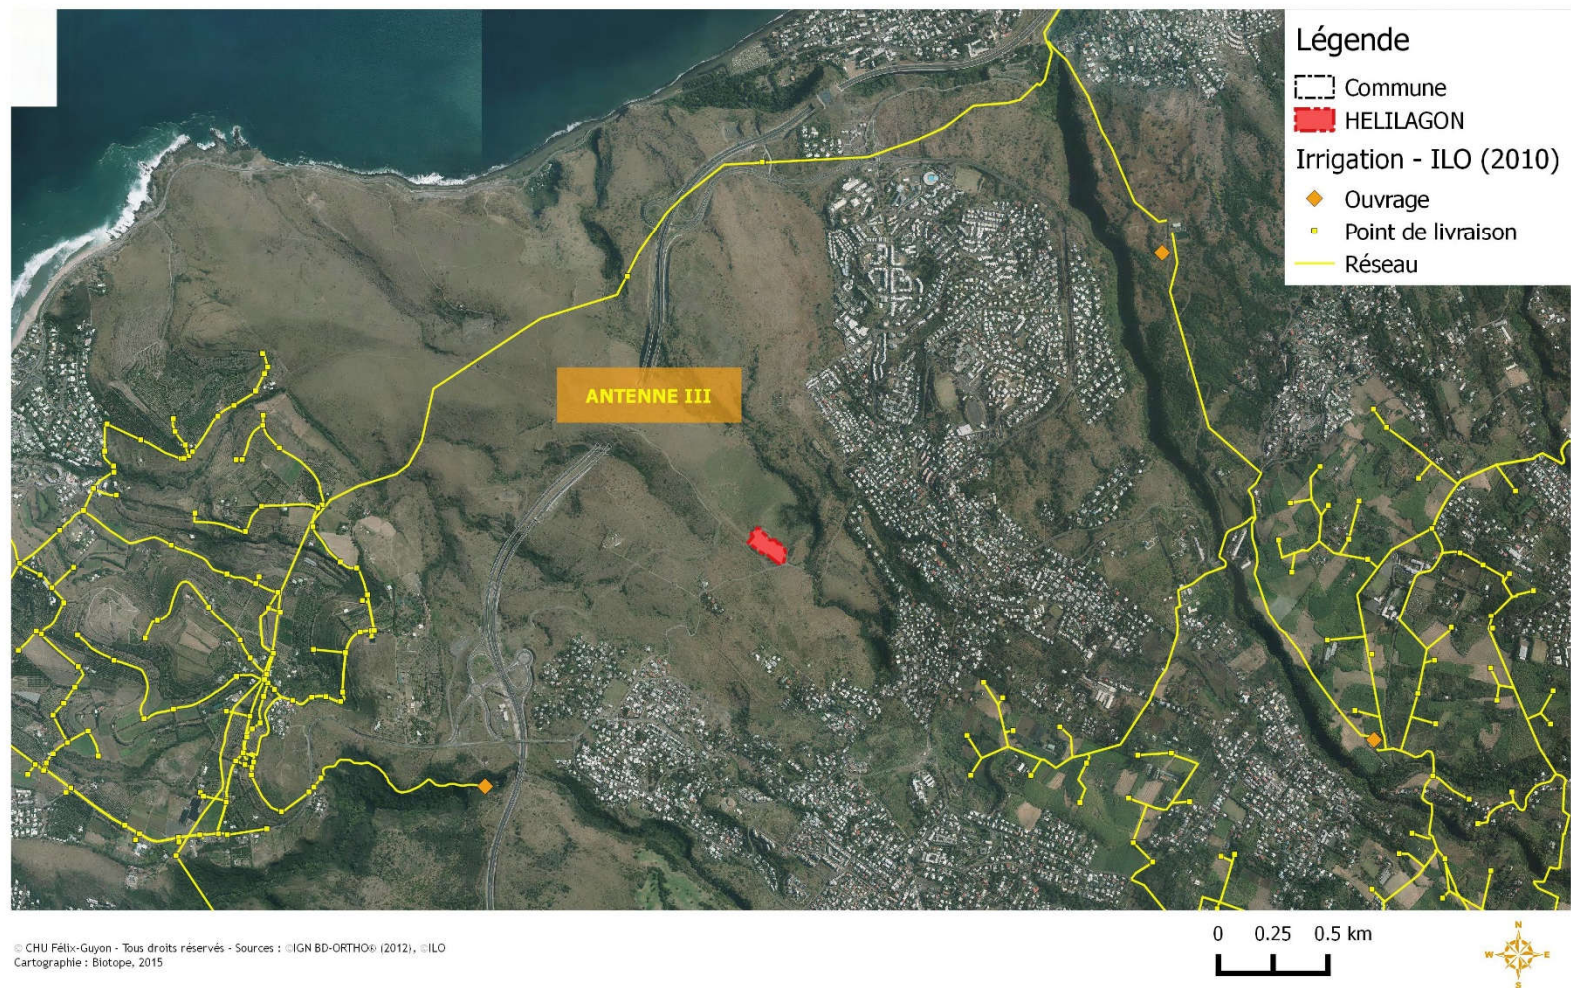 Légende
Commune
HELILAGON
Irrigation - ILO (2010)
Ouvrage
Point de livraison
Réseau
ANTENNE III
© CHU Félix-Guyon - Tous droits réservés - Sources : ©IGN BD-ORTHO® (2012), ©ILO
Cartographie : Biotope, 2015
0 0.25 0.5 km
N
W E
S